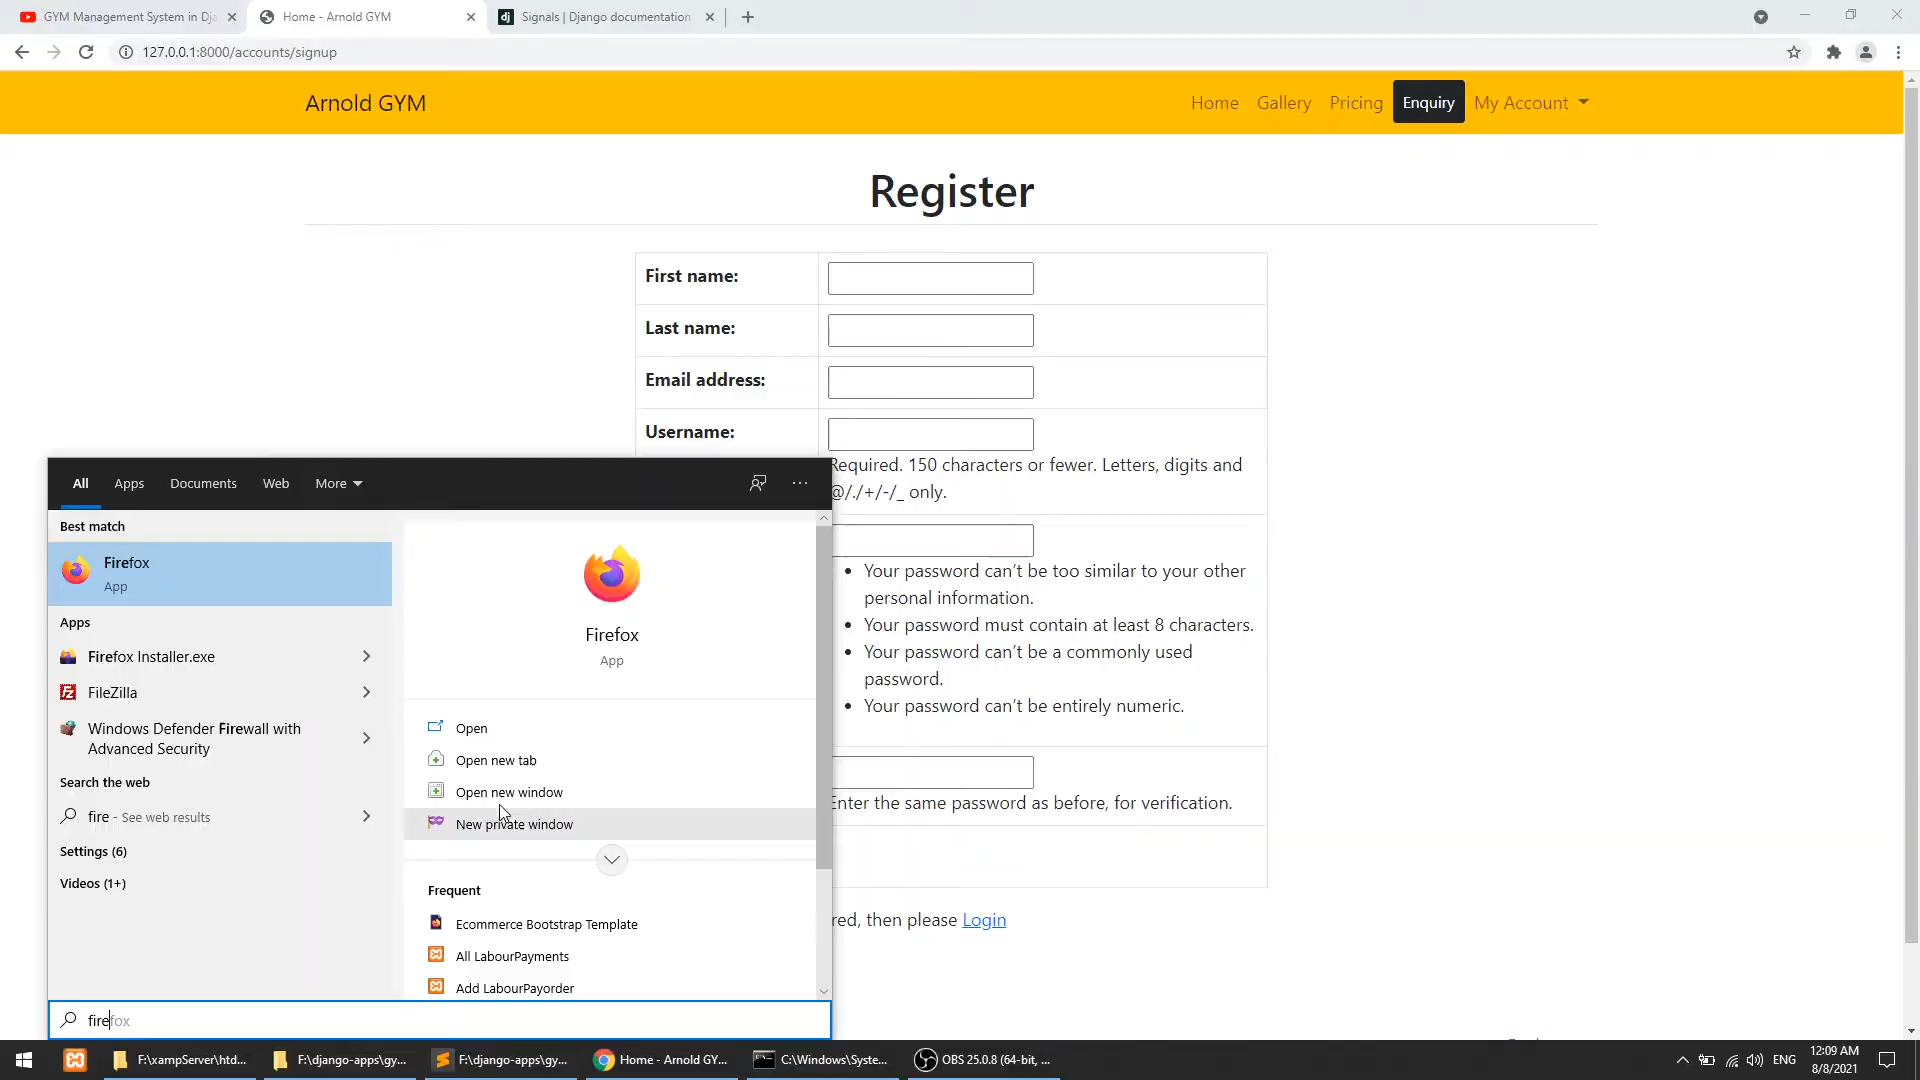 GYM Management System in Dja
Home - Arnold GYM
Signals | Django documentation
127.0.0.1:8000/accounts/signup
Arnold GYM
Home
Gallery
Pricing
Enquiry
My Account
Register
First name:
Last name:
Email address:
Username:
Required. 150 characters or fewer. Letters, digits and
@/./+/-/_ only.
• Your password can't be too similar to your other
personal information.
• Your password must contain at least 8 characters.
• Your password can't be a commonly used
password.
• Your password can't be entirely numeric.
Enter the same password as before, for verification.
red, then please Login
All
Apps
Documents
Web
More
Best match
Firefox
App
Apps
Firefox Installer.exe
FileZilla
Windows Defender Firewall with
Advanced Security
Search the web
fire - See web results
Settings (6)
Videos (1+)
Firefox
App
Open
Open new tab
Open new window
New private window
Frequent
Ecommerce Bootstrap Template
All LabourPayments
Add LabourPayorder
firefox
F:\xampServer\htd...
F:\django-apps\gy...
F:\django-apps\gy...
Home - Arnold GY...
C:\Windows\Syste...
OBS 25.0.8 (64-bit, ...
ENG
12:09 AM
8/8/2021